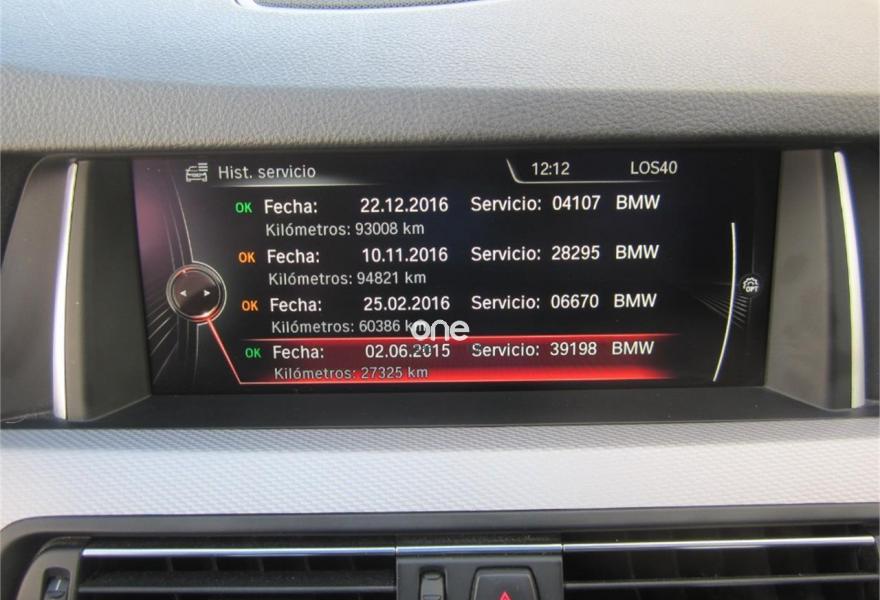 Hist. servicio 12:12 LOS40
OK Fecha: 22.12.2016 Servicio: 04107 BMW
Kilómetros: 93008 km
OK Fecha: 10.11.2016 Servicio: 28295 BMW
Kilómetros: 94821 km
OK Fecha: 25.02.2016 Servicio: 06670 BMW
Kilómetros: 60386 km
one
OK Fecha: 02.06.2015 Servicio: 39198 BMW
Kilómetros: 27325 km
OPT